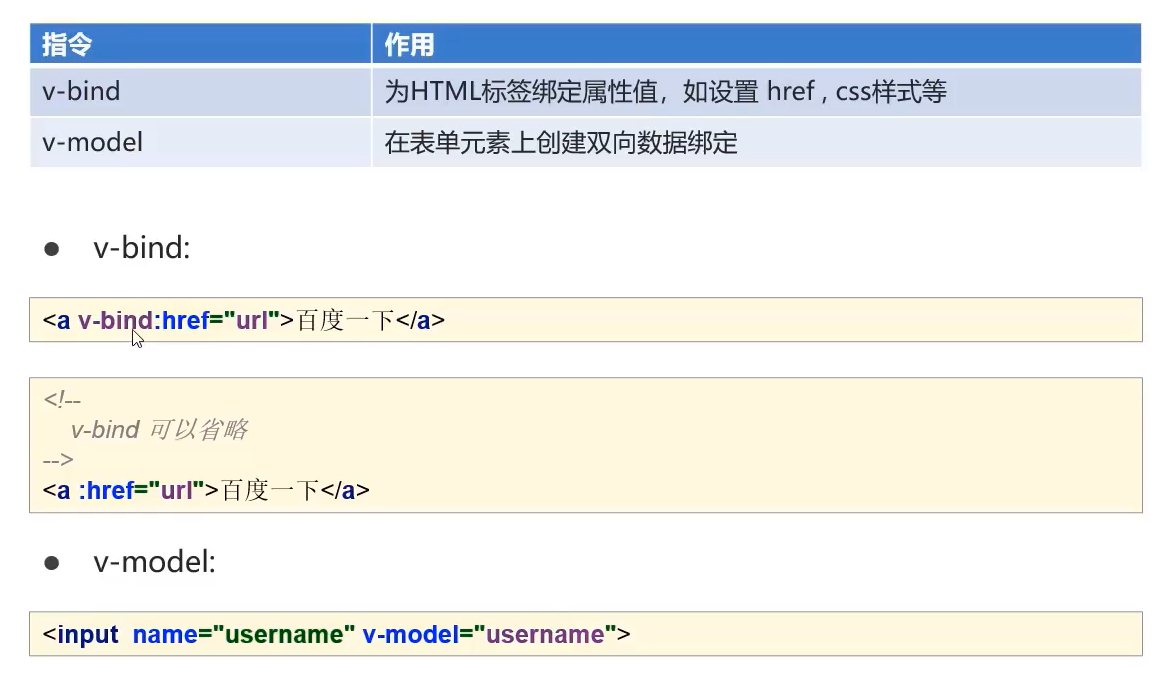 指令 作用
v-bind 为HTML标签绑定属性值，如设置 href , css样式等
v-model 在表单元素上创建双向数据绑定
● v-bind:
<a v-bind:href="url">百度一下</a>
<!--
v-bind 可以省略
-->
<a :href="url">百度一下</a>
● v-model:
<input name="username" v-model="username">